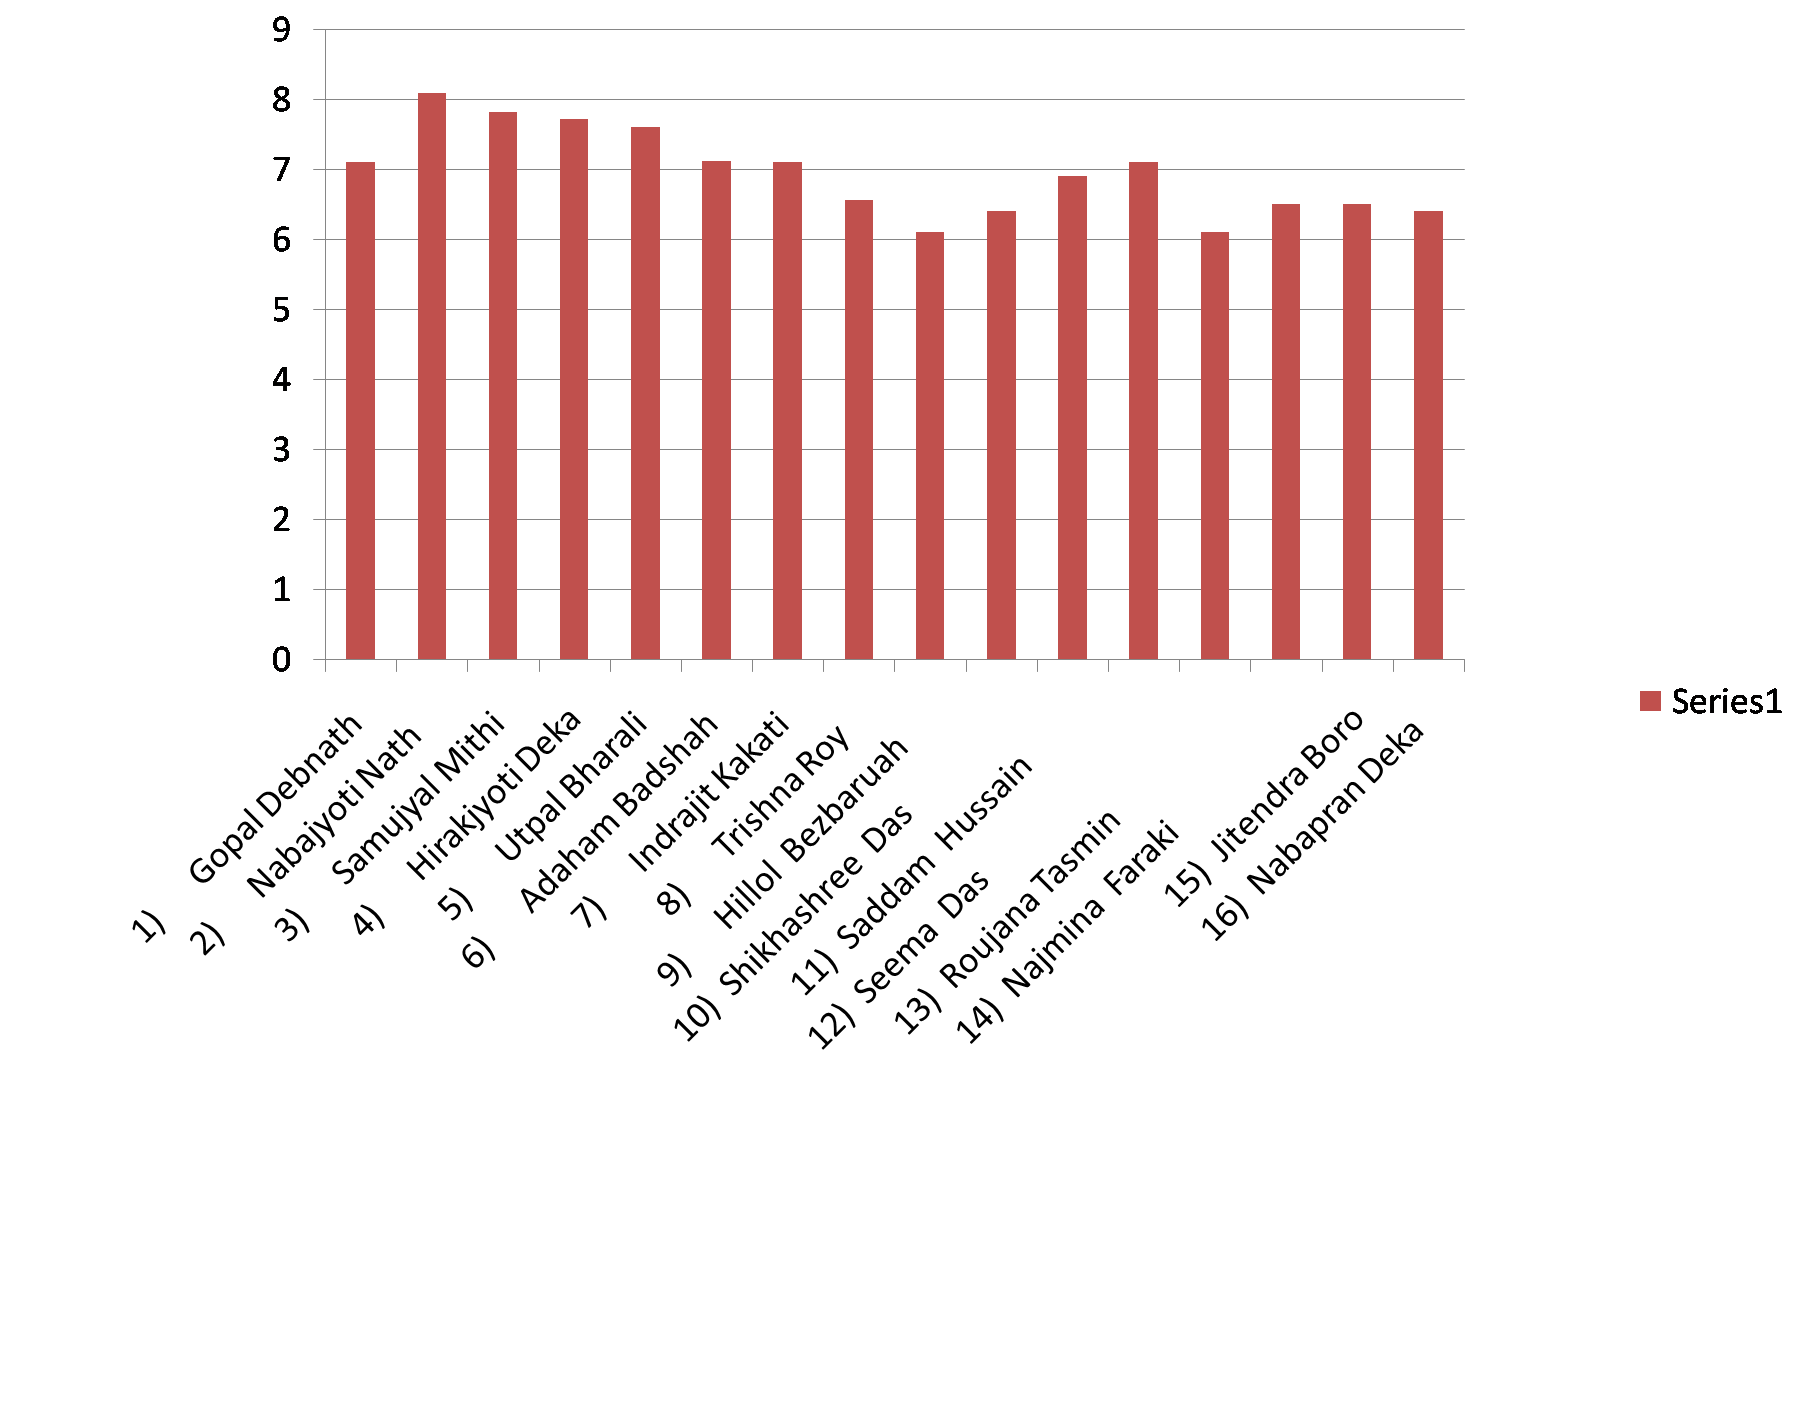 9
8
7
6
5
4
3
2
1
0
1) Gopal Debnath
2) Nabajyoti Nath
3) Samujyal Mithi
4) Hirakjyoti Deka
5) Utpal Bharali
6) Adaham Badshah
7) Indrajit Kakati
8) Trishna Roy
9) Hillol Bezbaruah
10) Shikhashree Das
11) Saddam Hussain
12) Seema Das
13) Roujana Tasmin
14) Najmina Faraki
15) Jitendra Boro
16) Nabapran Deka
Series1